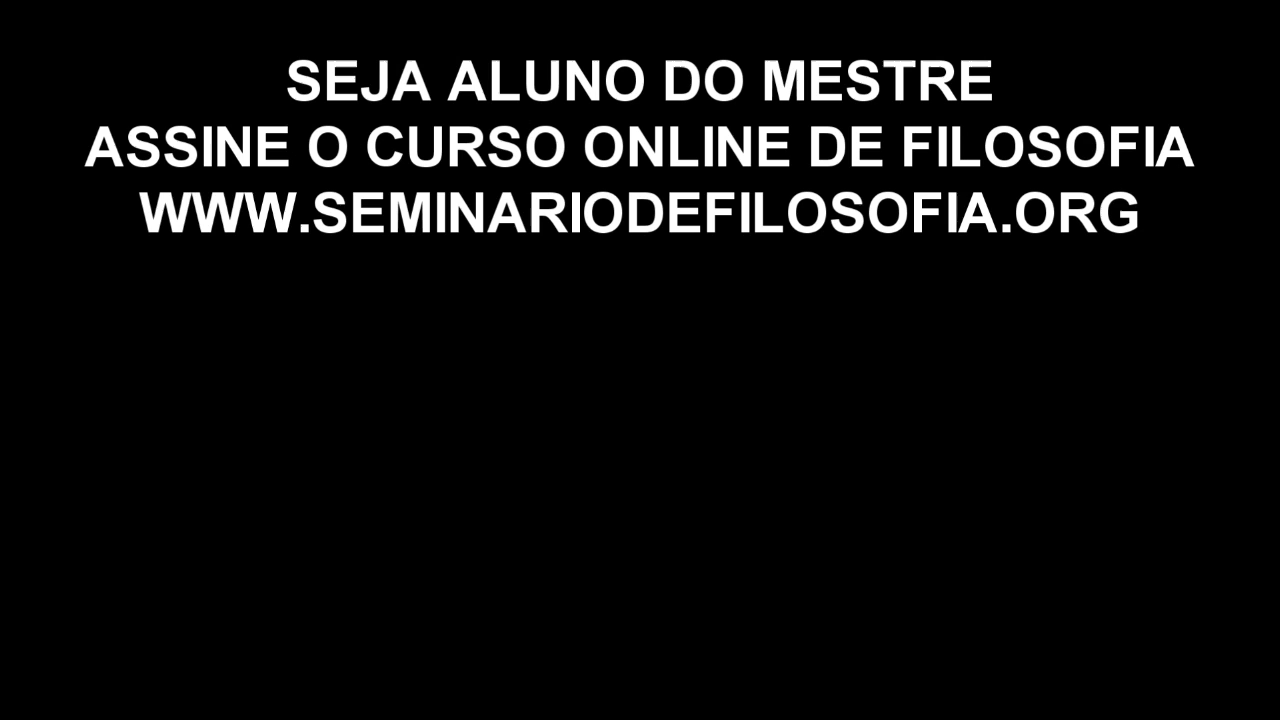 SEJA ALUNO DO MESTRE
ASSINE O CURSO ONLINE DE FILOSOFIA
WWW.SEMINARIODEFILOSOFIA.ORG